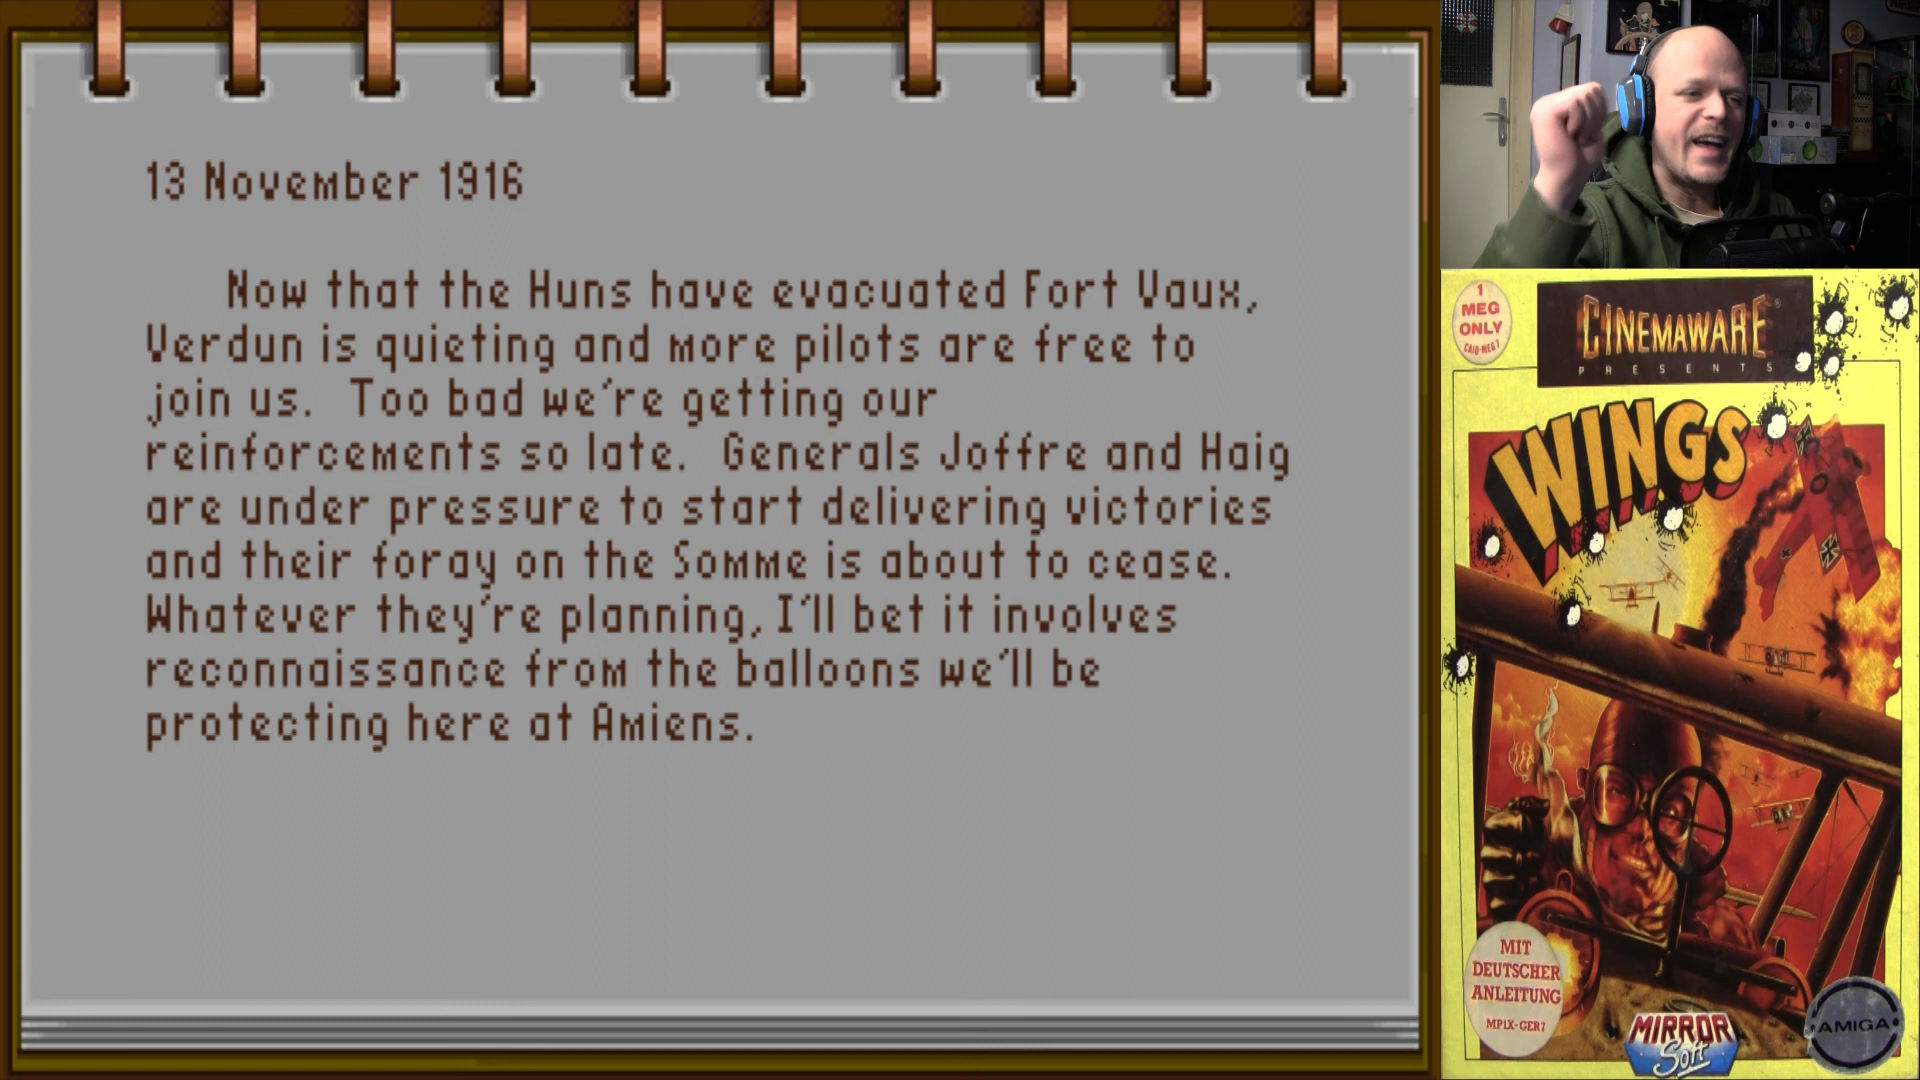 13 November 1916
Now that the Huns have evacuated Fort Vaux,
Verdun is quieting and more pilots are free to
join us.  Too bad we're getting our
reinforcements so late.  Generals Joffre and Haig
are under pressure to start delivering victories
and their foray on the Somme is about to cease.
Whatever they're planning, I'll bet it involves
reconnaissance from the balloons we'll be
protecting here at Amiens.
1
MEG
ONLY
CINEMAWARE
PRESENTS
WINGS
MIT
DEUTSCHER
ANLEITUNG
MPIX-GER7
MIRROR
Soft
AMIGA